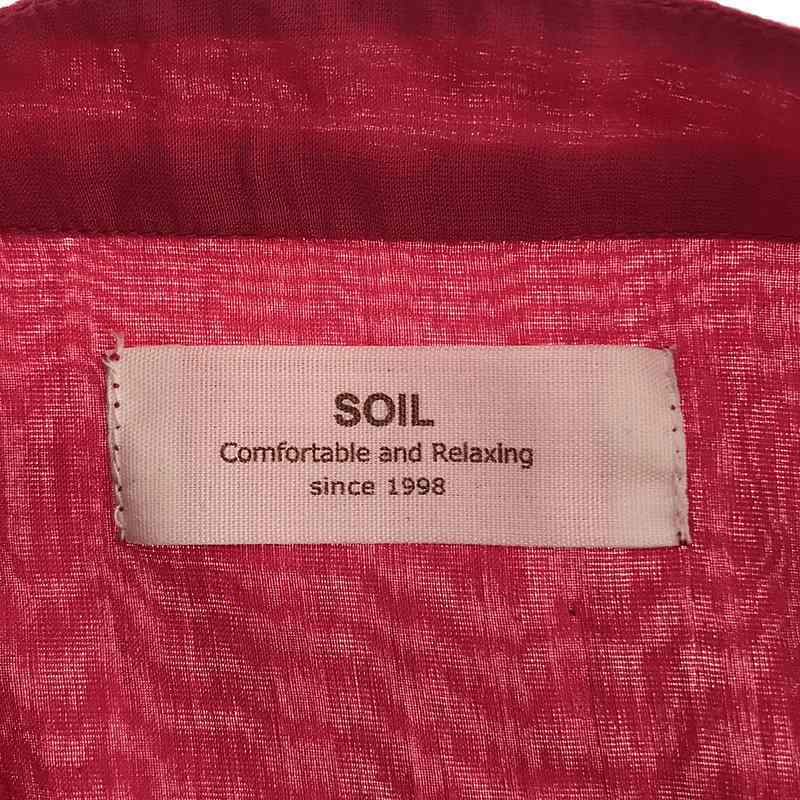 SOIL
Comfortable and Relaxing
since 1998